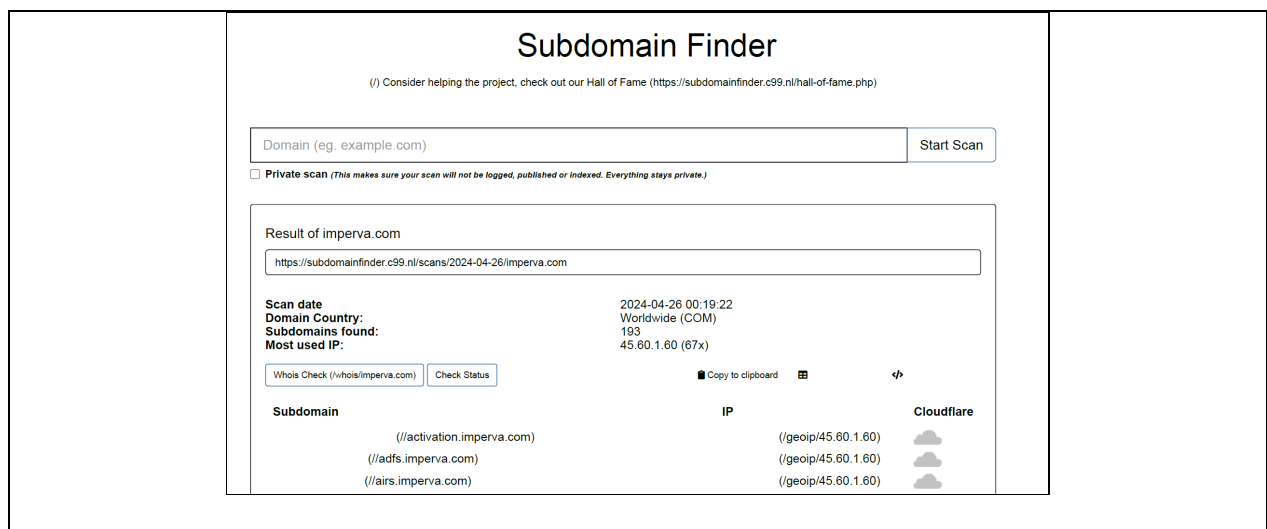 Subdomain Finder
(/) Consider helping the project, check out our Hall of Fame (https://subdomainfinder.c99.nl/hall-of-fame.php)
Domain (eg. example.com) Start Scan
Private scan (This makes sure your scan will not be logged, published or indexed. Everything stays private.)
Result of imperva.com
https://subdomainfinder.c99.nl/scans/2024-04-26/imperva.com
Scan date 2024-04-26 00:19:22
Domain Country: Worldwide (COM)
Subdomains found: 193
Most used IP: 45.60.1.60 (67x)
Whois Check (/whois/imperva.com) Check Status Copy to clipboard
Subdomain IP Cloudflare
(//activation.imperva.com) (/geoip/45.60.1.60)
(//adfs.imperva.com) (/geoip/45.60.1.60)
(//airs.imperva.com) (/geoip/45.60.1.60)